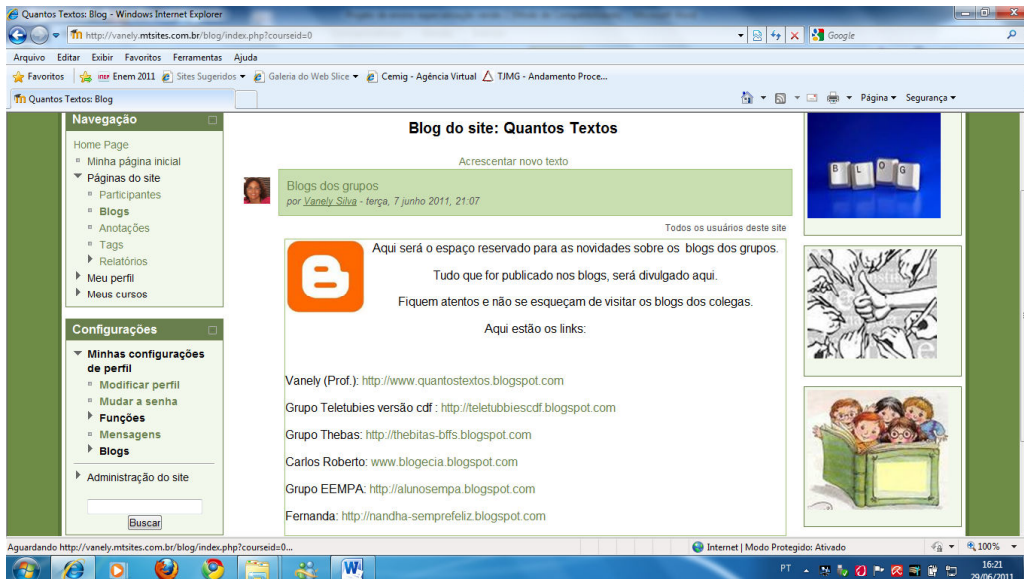 Quantos Textos: Blog - Windows Internet Explorer
http://vanely.mtsites.com.br/blog/index.php?courseid=0
Google
Arquivo Editar Exibir Favoritos Ferramentas Ajuda
Favoritos Enem 2011 Sites Sugeridos Galeria do Web Slice Cemig - Agência Virtual TJMG - Andamento Proce...
Quantos Textos: Blog
Página Segurança
Navegação
Home Page
Minha página inicial
Páginas do site
Participantes
Blogs
Anotações
Tags
Relatórios
Meu perfil
Meus cursos
Configurações
Minhas configurações
de perfil
Modificar perfil
Mudar a senha
Funções
Mensagens
Blogs
Administração do site
Buscar
Blog do site: Quantos Textos
Acrescentar novo texto
Blogs dos grupos
por Vanely Silva - terça, 7 junho 2011, 21:07
Todos os usuários deste site
Aqui será o espaço reservado para as novidades sobre os blogs dos grupos.
Tudo que for publicado nos blogs, será divulgado aqui.
Fiquem atentos e não se esqueçam de visitar os blogs dos colegas.
Aqui estão os links:
Vanely (Prof.): http://www.quantostextos.blogspot.com
Grupo Teletubies versão cdf : http://teletubbiescdf.blogspot.com
Grupo Thebas: http://thebitas-bffs.blogspot.com
Carlos Roberto: www.blogecia.blogspot.com
Grupo EEMPA: http://alunosempa.blogspot.com
Fernanda: http://nandha-semprefeliz.blogspot.com
BLOG
Aguardando http://vanely.mtsites.com.br/blog/index.php?courseid=0...
Internet | Modo Protegido: Ativado
100%
PT
16:21
29/06/2011